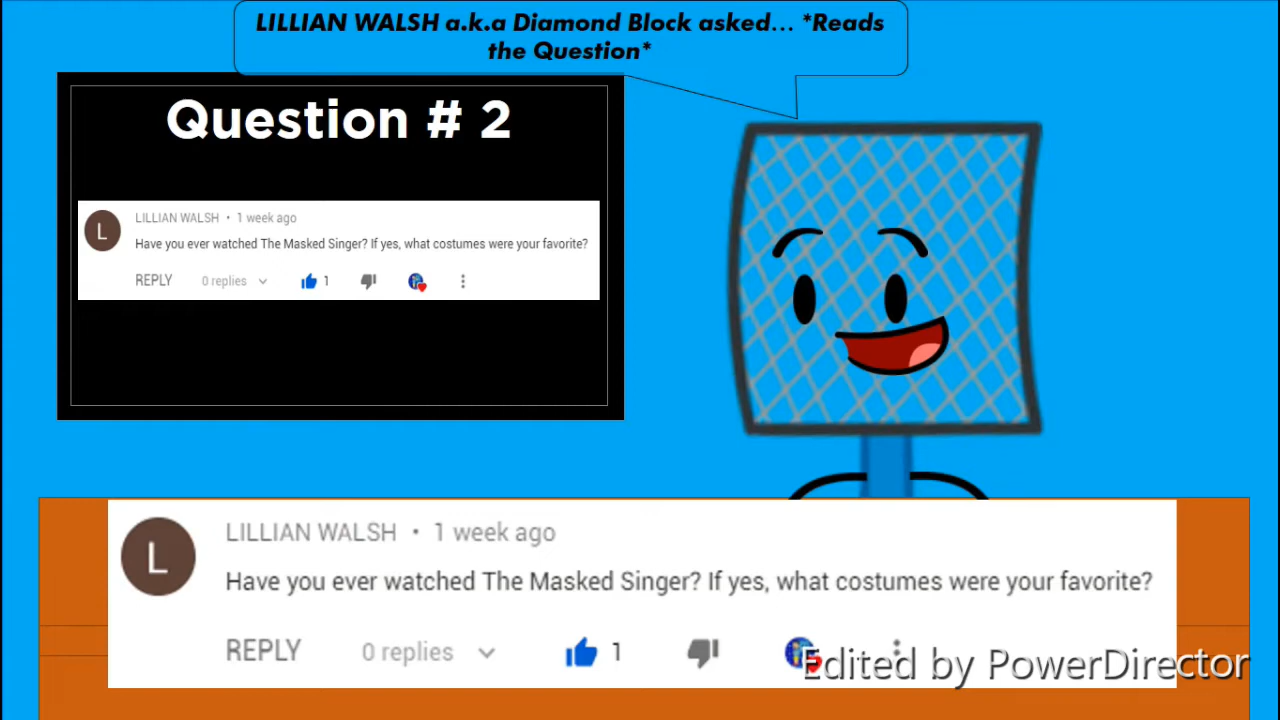 LILLIAN WALSH a.k.a Diamond Block asked... *Reads
the Question*
Question # 2
L
LILLIAN WALSH • 1 week ago
Have you ever watched The Masked Singer? If yes, what costumes were your favorite?
REPLY 0 replies 1
L
LILLIAN WALSH • 1 week ago
Have you ever watched The Masked Singer? If yes, what costumes were your favorite?
REPLY 0 replies 1
Edited by PowerDirector